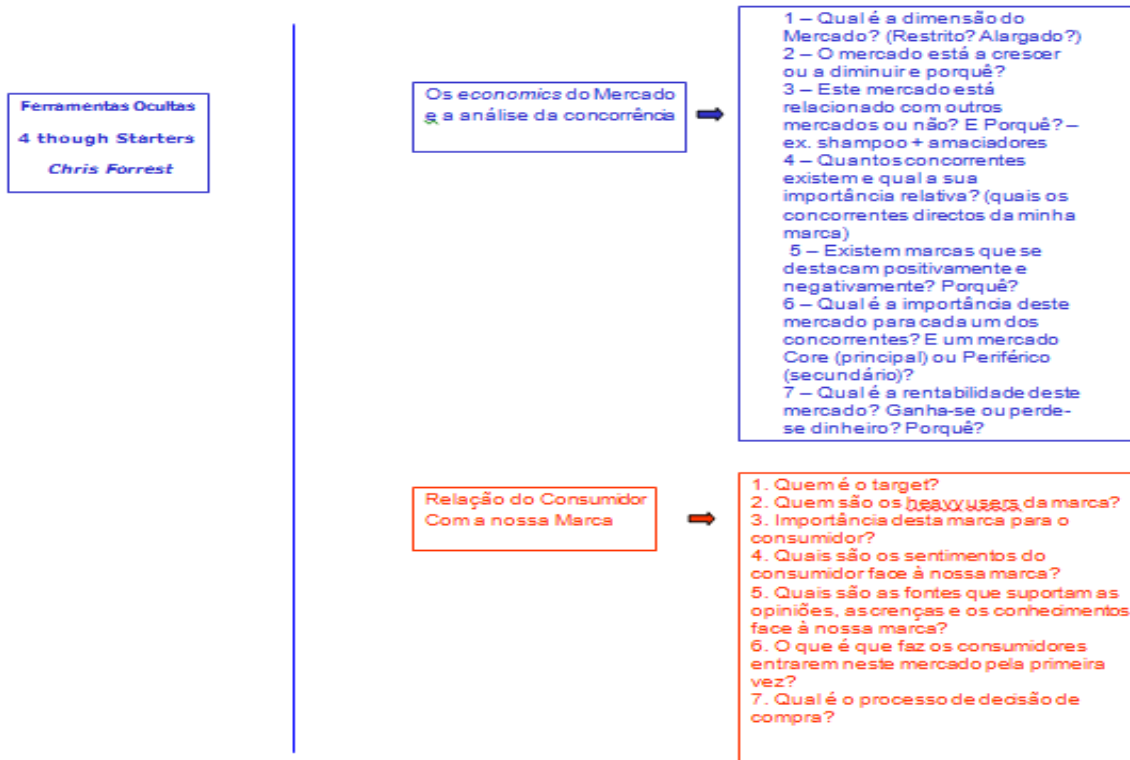 Ferramentas Ocultas
4 though Starters
Chris Forrest
Os economics do Mercado
e a análise da concorrência
1 – Qual é a dimensão do
Mercado? (Restrito? Alargado?)
2 – O mercado está a crescer
ou a diminuir e porquê?
3 – Este mercado está
relacionado com outros
mercados ou não? E Porquê? –
ex. shampoo + amaciadores
4 – Quantos concorrentes
existem e qual a sua
importância relativa? (quais os
concorrentes directos da minha
marca)
5 – Existem marcas que se
destacam positivamente e
negativamente? Porquê?
6 – Qual é a importância deste
mercado para cada um dos
concorrentes? E um mercado
Core (principal) ou Periférico
(secundário)?
7 – Qual é a rentabilidade deste
mercado? Ganha-se ou perde-
se dinheiro? Porquê?
Relação do Consumidor
Com a nossa Marca
1. Quem é o target?
2. Quem são os heavy users da marca?
3. Importância desta marca para o
consumidor?
4. Quais são os sentimentos do
consumidor face à nossa marca?
5. Quais são as fontes que suportam as
opiniões, as crenças e os conhecimentos
face à nossa marca?
6. O que é que faz os consumidores
entrarem neste mercado pela primeira
vez?
7. Qual é o processo de decisão de
compra?